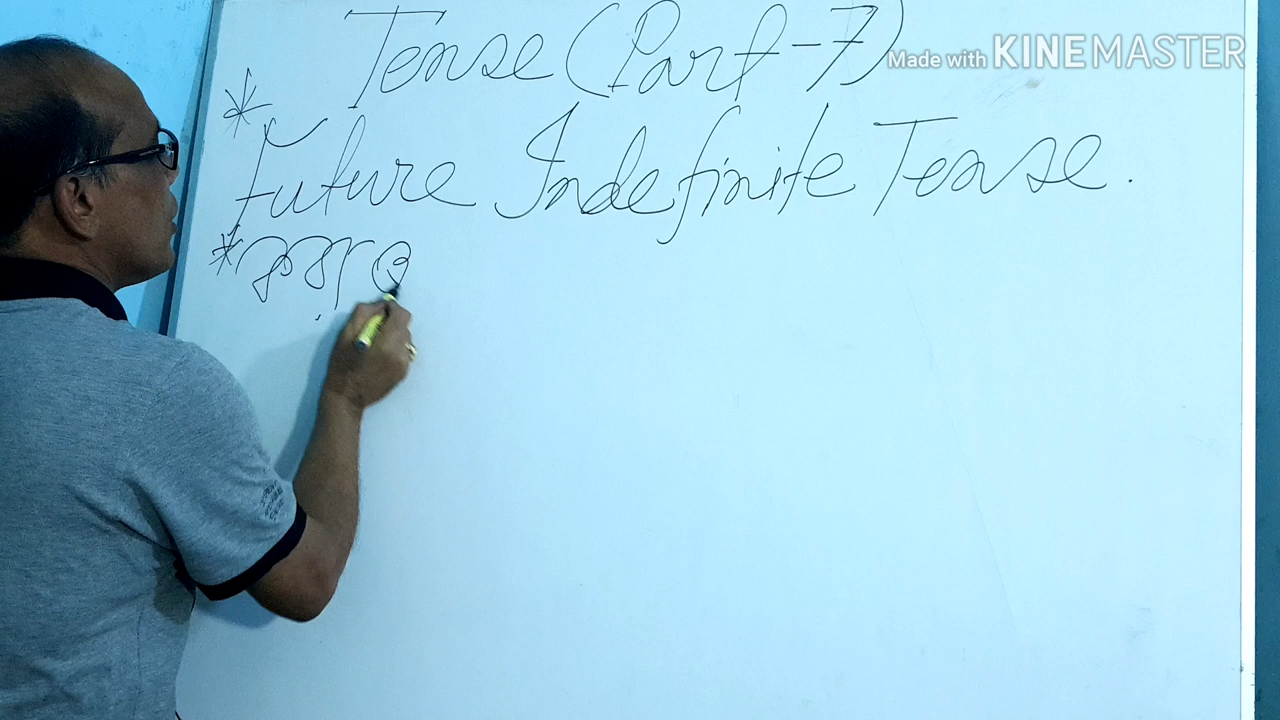 Tense (Part-7)
Made with KINEMASTER
* Future Indefinite Tense.
*